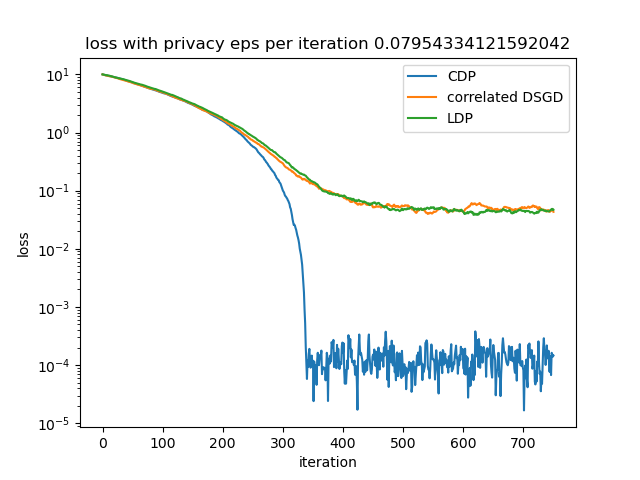 loss with privacy eps per iteration 0.07954334121592042
CDP
correlated DSGD
LDP
10^1
10^0
10^-1
10^-2
10^-3
10^-4
10^-5
loss
0 100 200 300 400 500 600 700
iteration